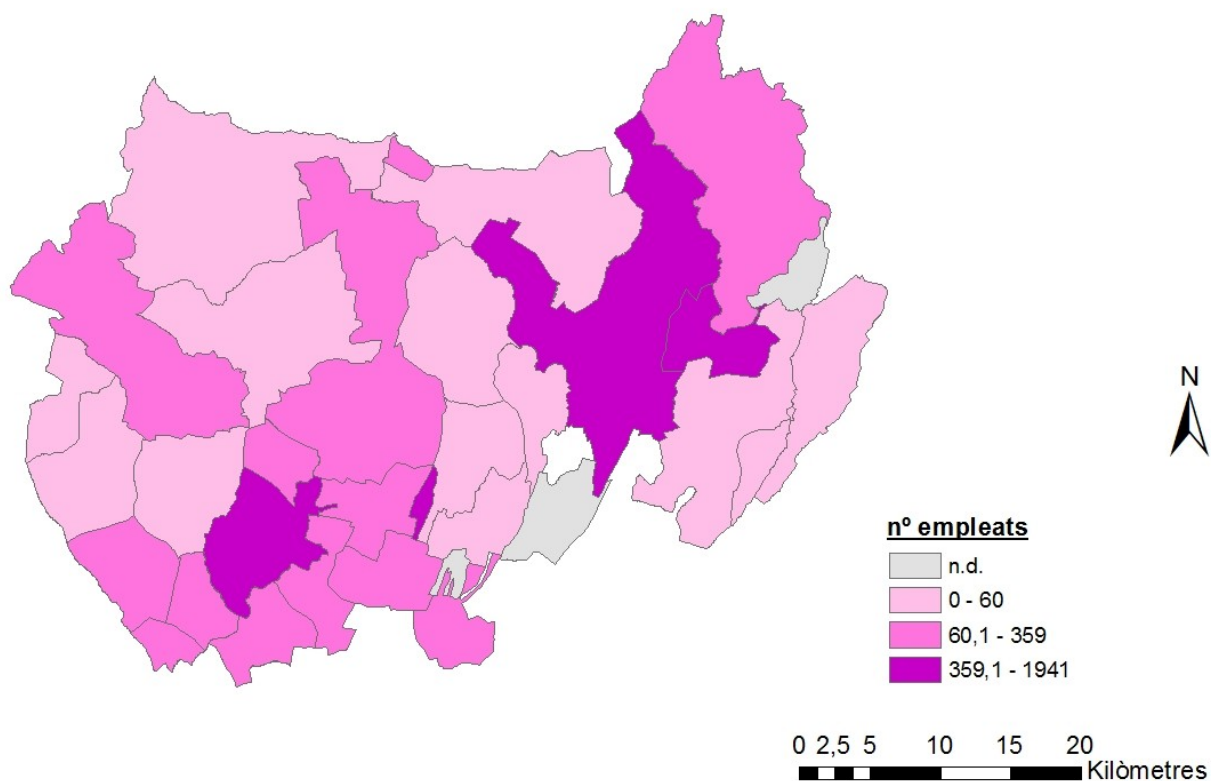 N
nº empleats
n.d.
0 - 60
60,1 - 359
359,1 - 1941
0 2,5 5 10 15 20
Kilòmetres